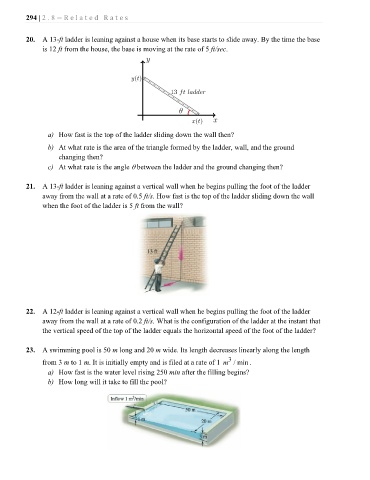 294 | 2 . 8 – R e l a t e d R a t e s
20. A 13-ft ladder is leaning against a house when its base starts to slide away. By the time the base
is 12 ft from the house, the base is moving at the rate of 5 ft/sec.
y
y(t)
13 ft ladder
θ
x(t) x
a) How fast is the top of the ladder sliding down the wall then?
b) At what rate is the area of the triangle formed by the ladder, wall, and the ground
changing then?
c) At what rate is the angle θ between the ladder and the ground changing then?
21. A 13-ft ladder is leaning against a vertical wall when he begins pulling the foot of the ladder
away from the wall at a rate of 0.5 ft/s. How fast is the top of the ladder sliding down the wall
when the foot of the ladder is 5 ft from the wall?
13 ft
22. A 12-ft ladder is leaning against a vertical wall when he begins pulling the foot of the ladder
away from the wall at a rate of 0.2 ft/s. What is the configuration of the ladder at the instant that
the vertical speed of the top of the ladder equals the horizontal speed of the foot of the ladder?
23. A swimming pool is 50 m long and 20 m wide. Its length decreases linearly along the length
from 3 m to 1 m. It is initially empty and is filed at a rate of 1 m³ / min .
a) How fast is the water level rising 250 min after the filling begins?
b) How long will it take to fill the pool?
Inflow 1 m³/min
50 m
20 m